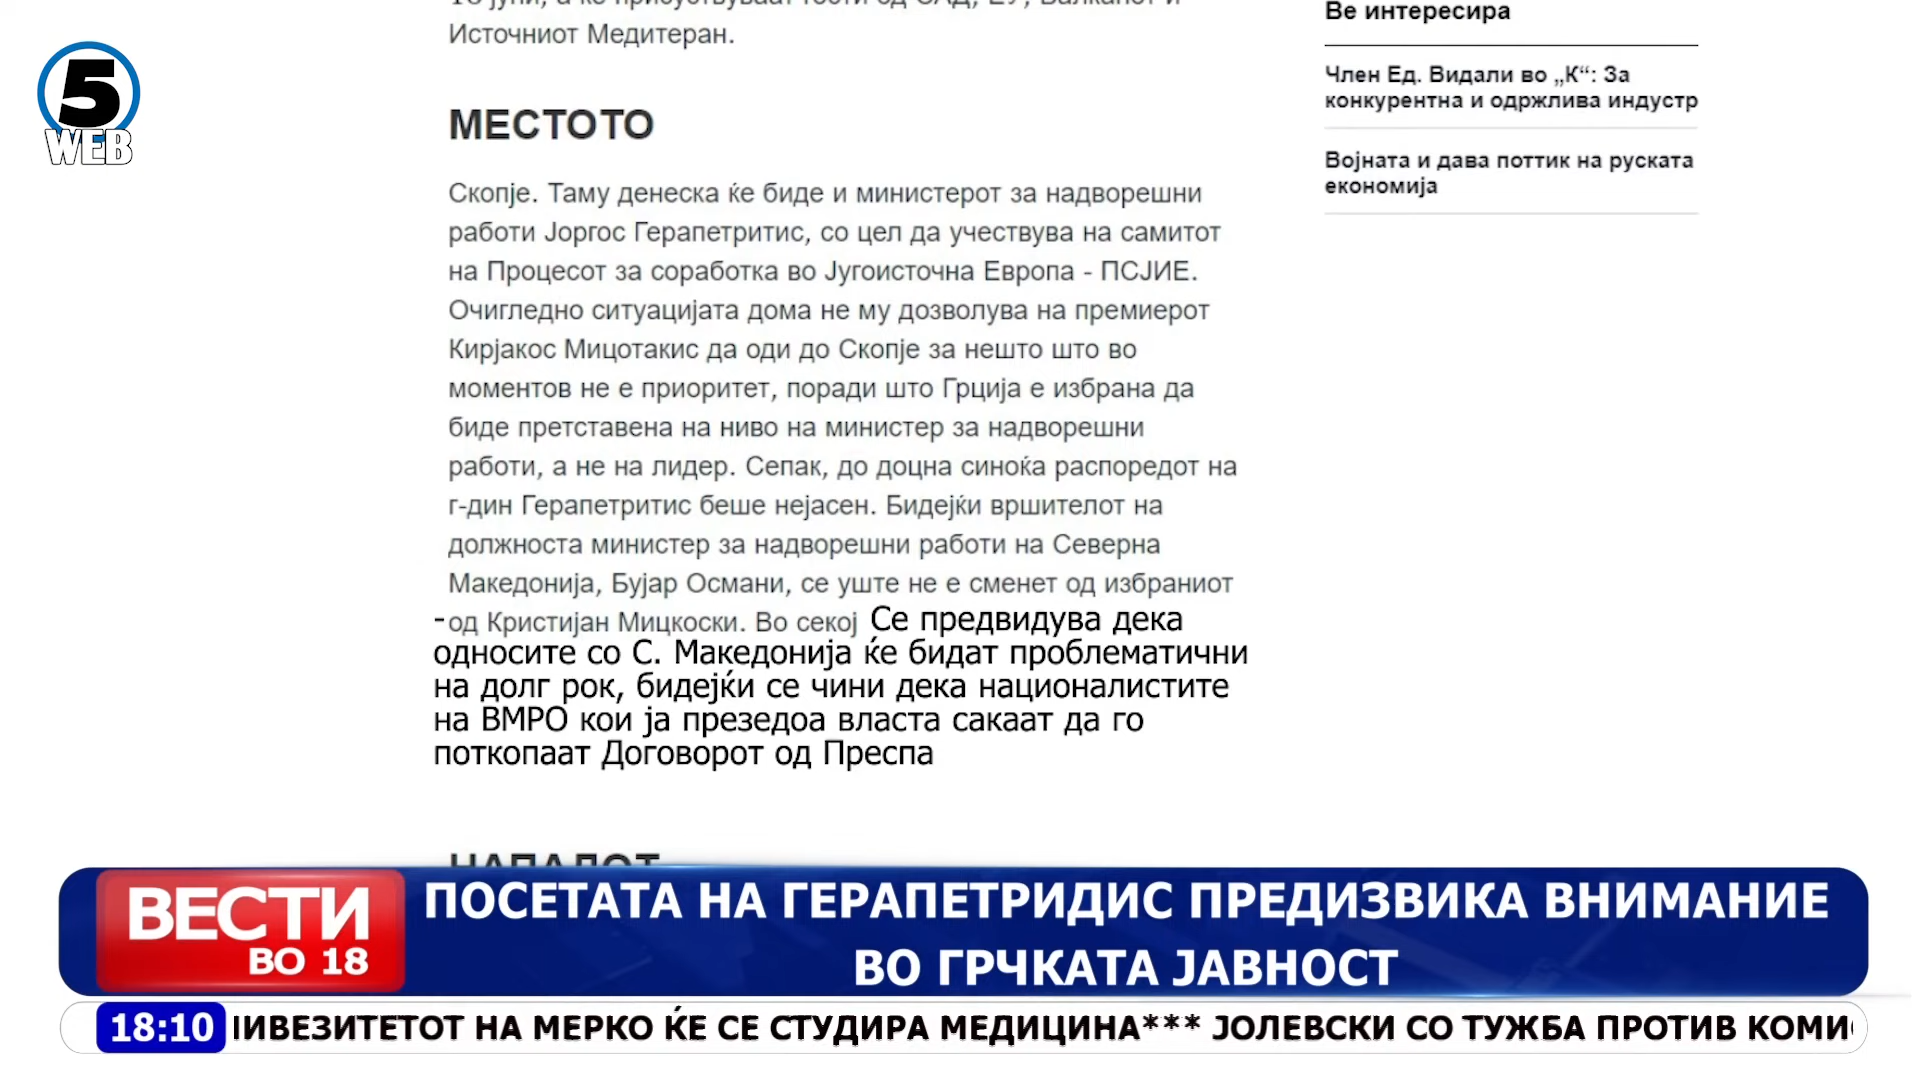 Источниот Медитеран.
МЕСТОТО
Скопје. Таму денеска ќе биде и министерот за надворешни
работи Јоргос Герапетритис, со цел да учествува на самитот
на Процесот за соработка во Југоисточна Европа - ПСЈИЕ.
Очигледно ситуацијата дома не му дозволува на премиерот
Кирјакос Мицотакис да оди до Скопје за нешто што во
моментов не е приоритет, поради што Грција е избрана да
биде претставена на ниво на министер за надворешни
работи, а не на лидер. Сепак, до доцна синоќа распоредот на
г-дин Герапетритис беше нејасен. Бидејќи вршителот на
должноста министер за надворешни работи на Северна
Македонија, Бујар Османи, се уште не е сменет од избраниот
од Кристијан Мицкоски. Во секој
- Се предвидува дека
односите со С. Македонија ќе бидат проблематични
на долг рок, бидејќи се чини дека националистите
на ВМРО кои ја презедоа власта сакаат да го
поткопаат Договорот од Преспа
Ве интересира
Член Ед. Видали во „К“: За
конкурентна и одржлива индустр
Војната и дава поттик на руската
економија
5
WEB
ВЕСТИ
ВО 18
ПОСЕТАТА НА ГЕРАПЕТРИДИС ПРЕДИЗВИКА ВНИМАНИЕ
ВО ГРЧКАТА ЈАВНОСТ
18:10
ИВЕЗИТЕТОТ НА МЕРКО ЌЕ СЕ СТУДИРА МЕДИЦИНА*** ЈОЛЕВСКИ СО ТУЖБА ПРОТИВ КОМИ